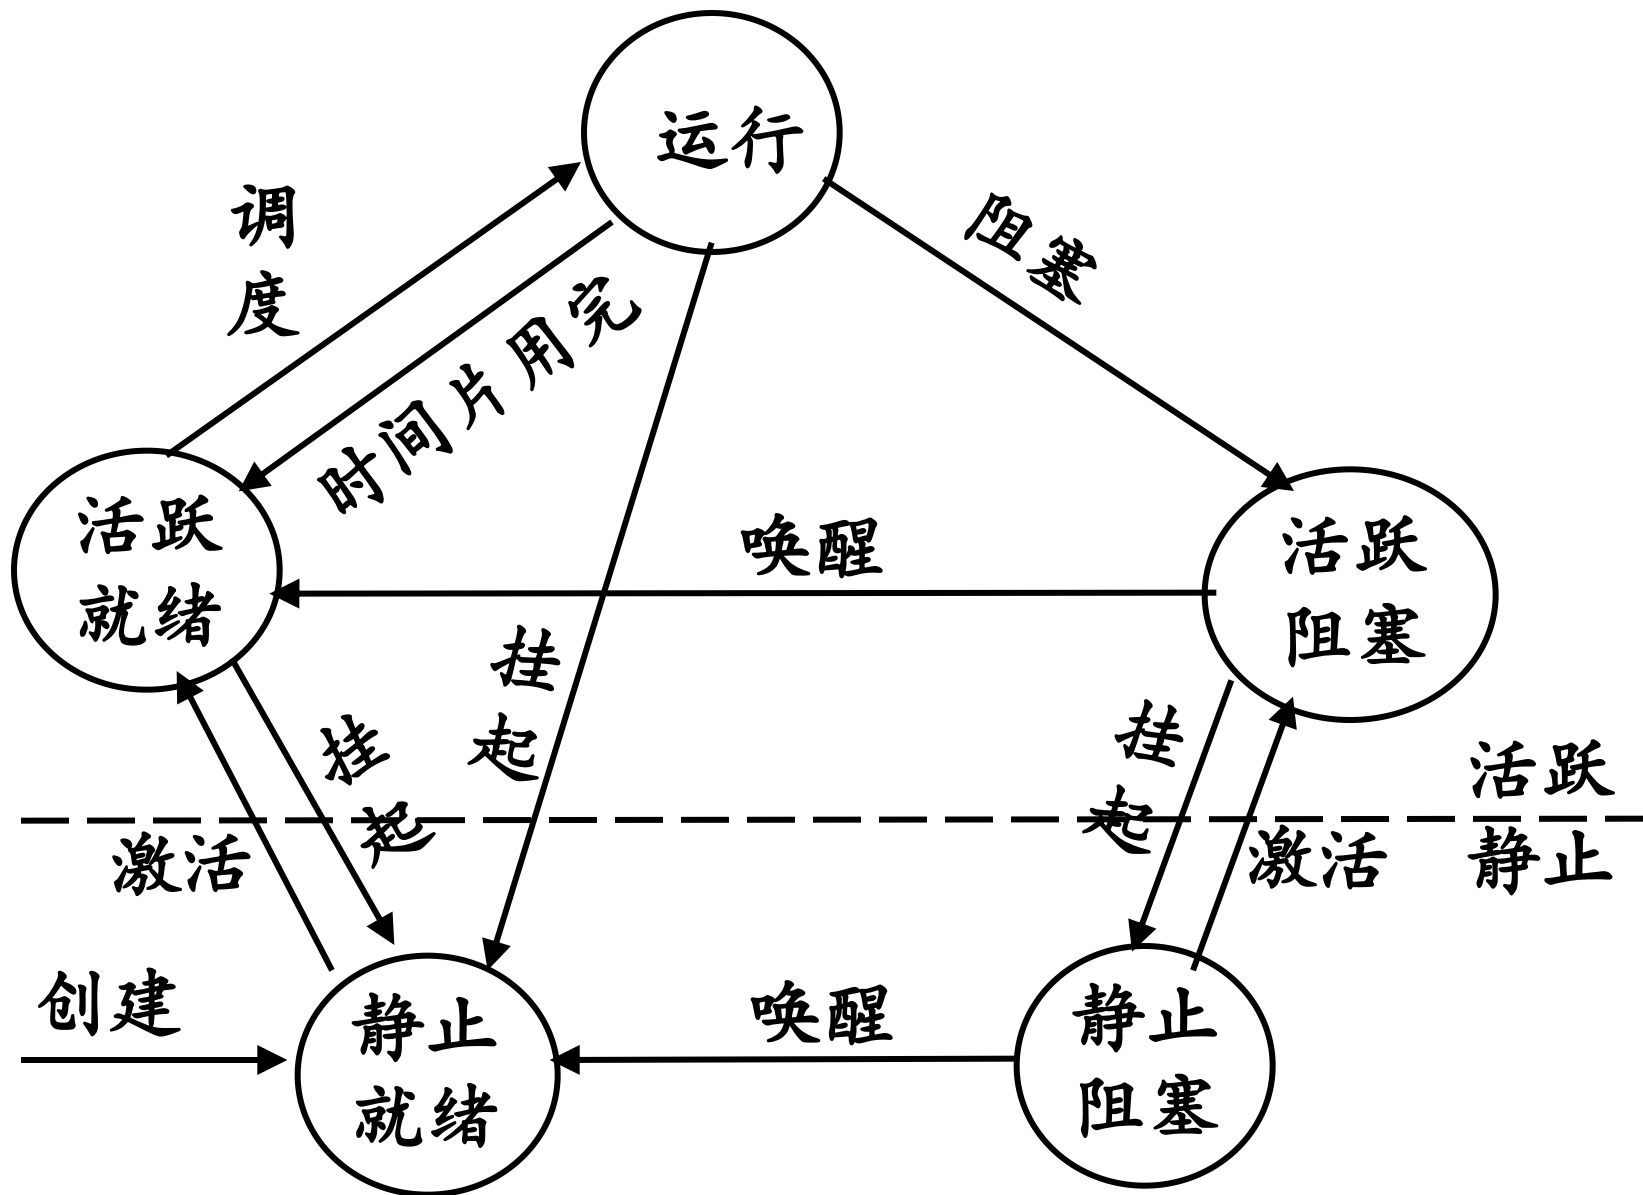 运行
调度
阻塞
时间片用完
活跃
就绪
唤醒
活跃
阻塞
挂起
挂起
挂起
活跃
激活
激活
静止
创建
静止
就绪
唤醒
静止
阻塞